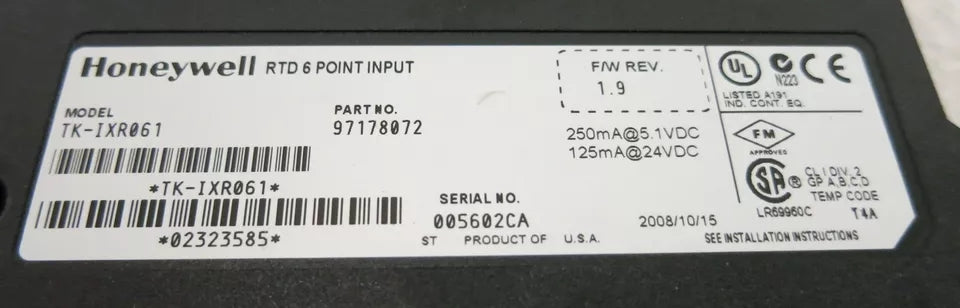 Honeywell RTD 6 POINT INPUT
MODEL
TK-IXR061
PART NO.
97178072
*TK-IXR061*
*02323585*
SERIAL NO.
005602CA
ST PRODUCT OF U.S.A.
F/W REV.
1.9
250mA@5.1VDC
125mA@24VDC
2008/10/15
UL
N223
CE
LISTED A191
IND. CONT. EQ.
FM
APPROVED
SA ®
CL I DIV. 2
GP A,B,C,D
TEMP CODE
LR69960C T4A
SEE INSTALLATION INSTRUCTIONS